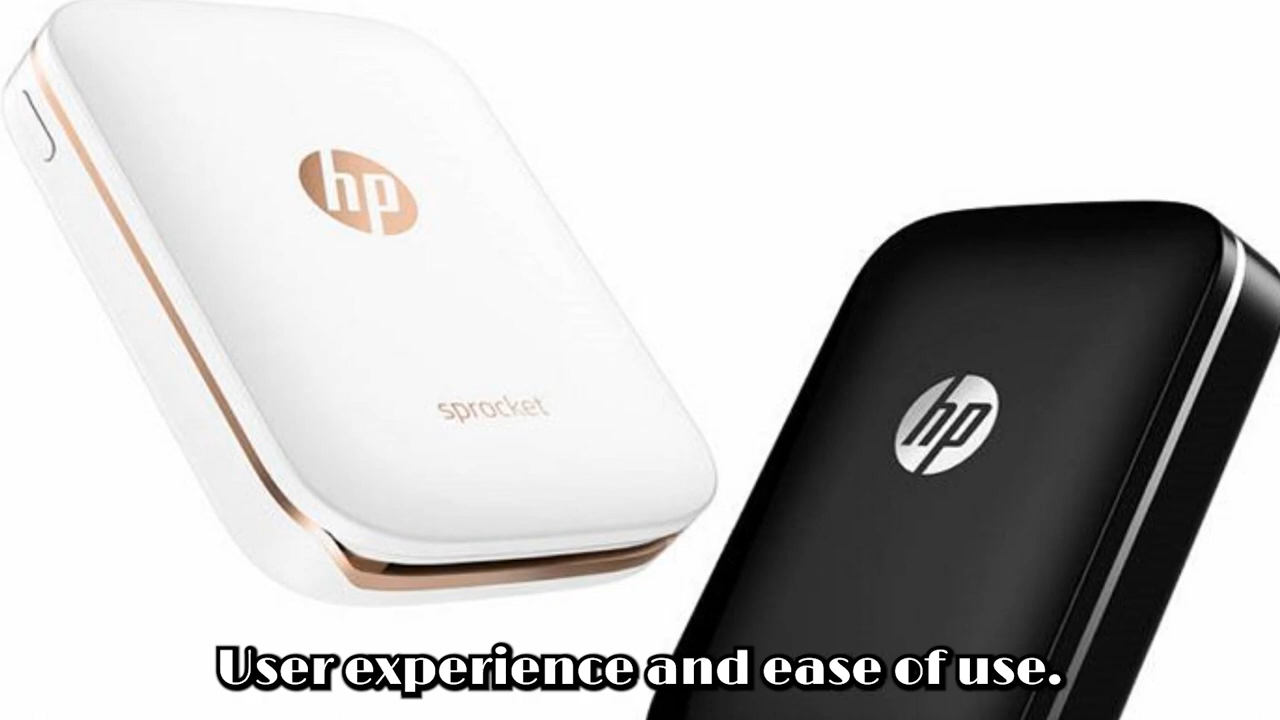 hp
sprocket
hp
User experience and ease of use.